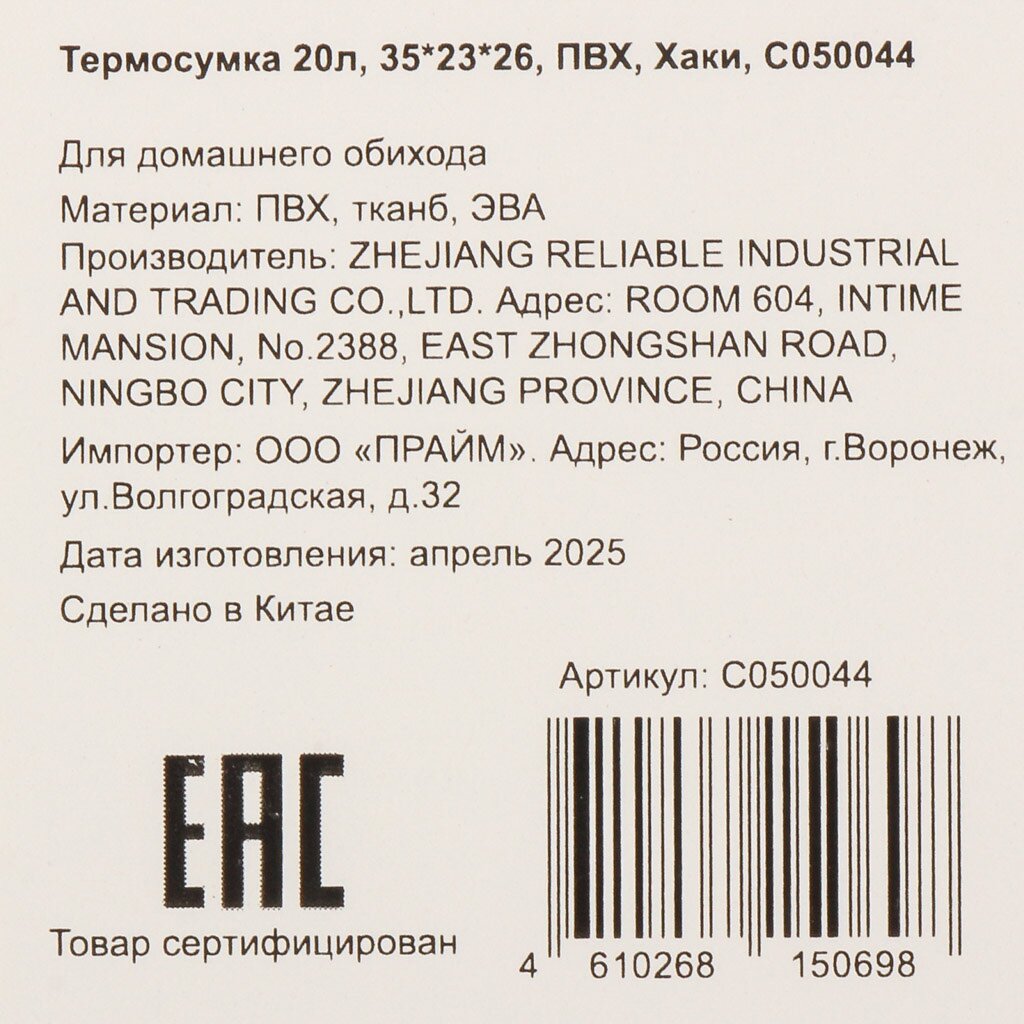 Термосумка 20л, 35*23*26, ПВХ, Хаки, С050044
Для домашнего обихода
Материал: ПВХ, тканб, ЭВА
Производитель: ZHEJIANG RELIABLE INDUSTRIAL
AND TRADING CO.,LTD. Адрес: ROOM 604, INTIME
MANSION, No.2388, EAST ZHONGSHAN ROAD,
NINGBO CITY, ZHEJIANG PROVINCE, CHINA
Импортер: ООО «ПРАЙМ». Адрес: Россия, г.Воронеж,
ул.Волгоградская, д.32
Дата изготовления: апрель 2025
Сделано в Китае
Артикул: С050044
ЕАС
Товар сертифицирован
4 610268 150698